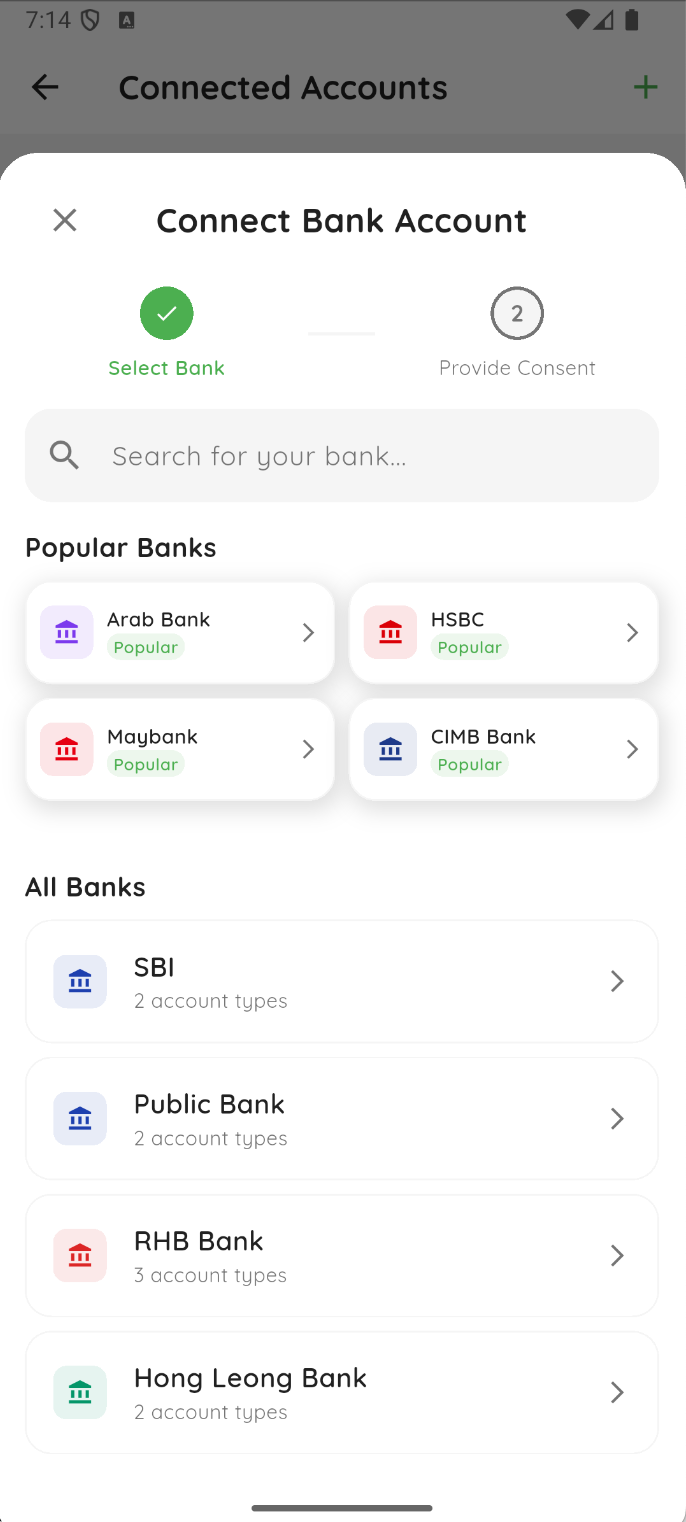 7:14 A
Connected Accounts
Connect Bank Account
2
Select Bank
Provide Consent
Search for your bank...
Popular Banks
Arab Bank
Popular
HSBC
Popular
Maybank
Popular
CIMB Bank
Popular
All Banks
SBI
2 account types
Public Bank
2 account types
RHB Bank
3 account types
Hong Leong Bank
2 account types